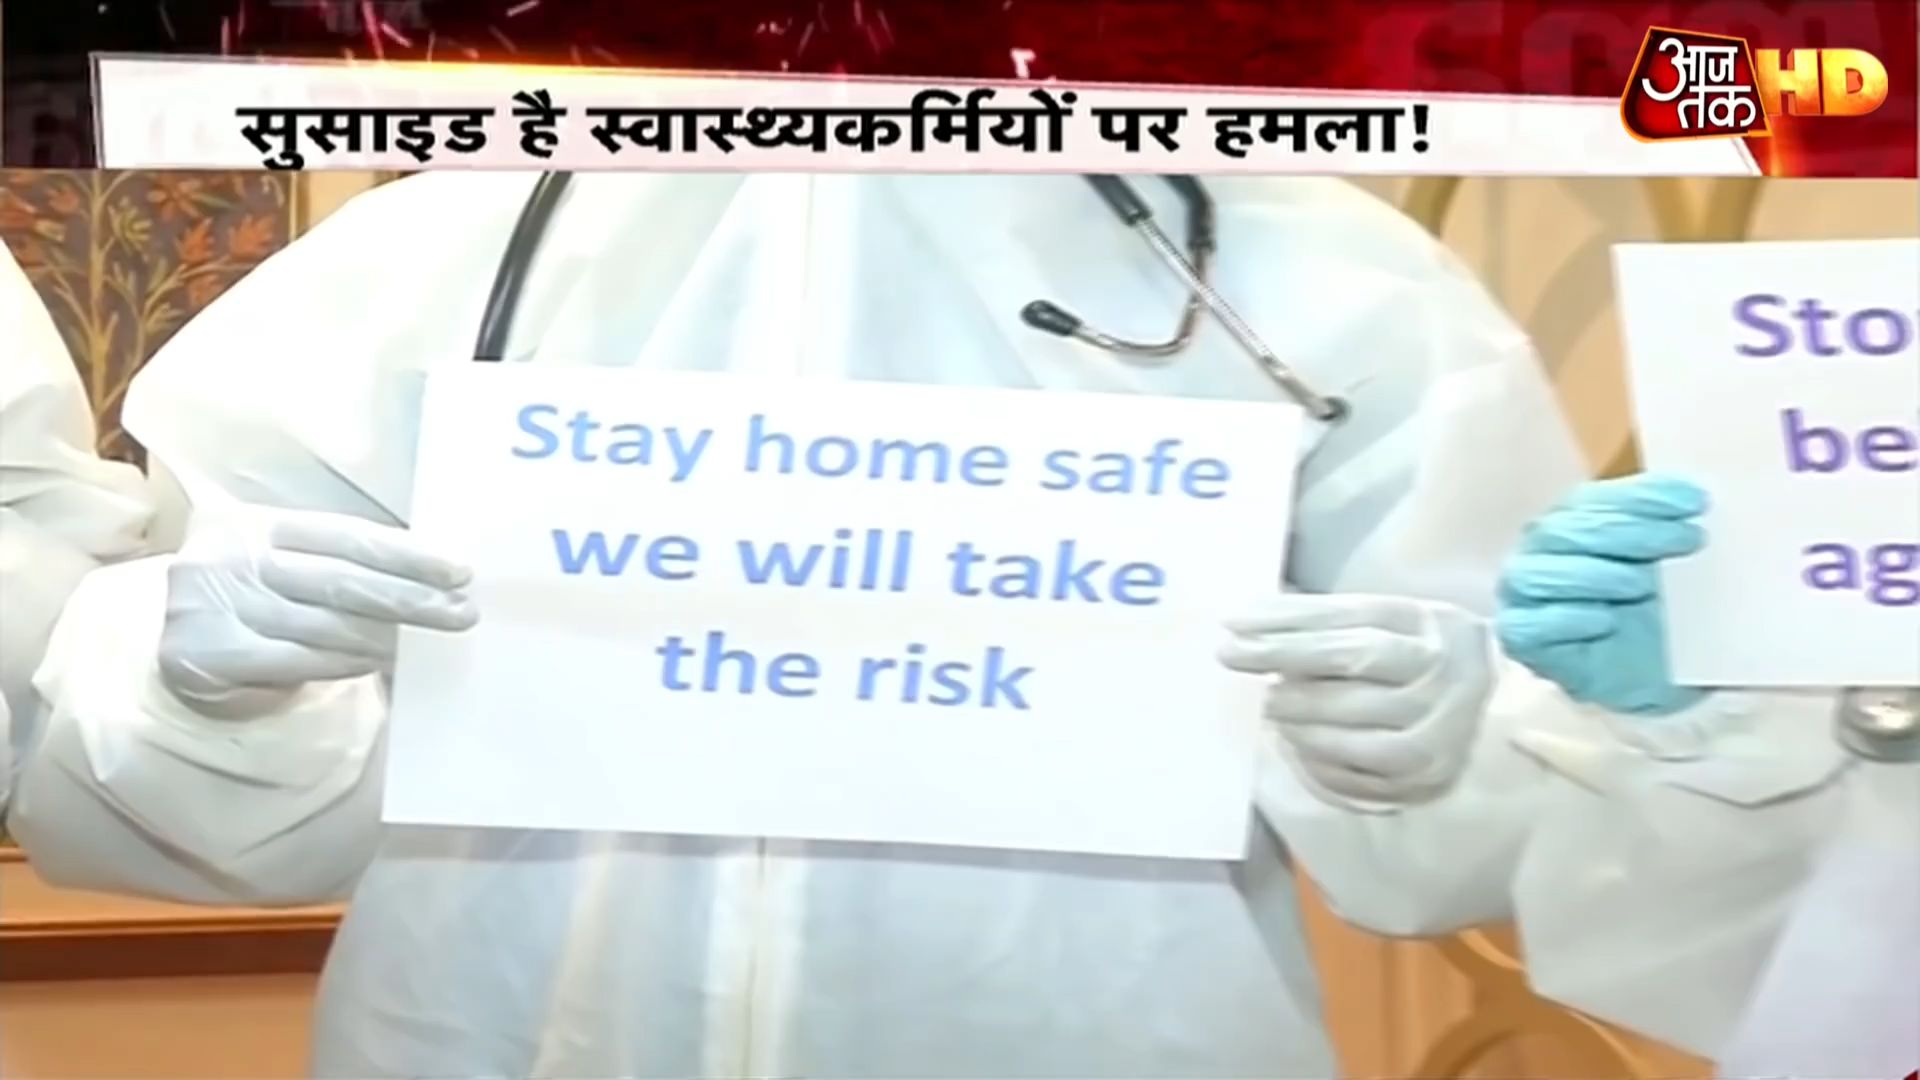 सुसाइड है स्वास्थ्यकर्मियों पर हमला!
आज तक HD
Stay home safe
we will take
the risk